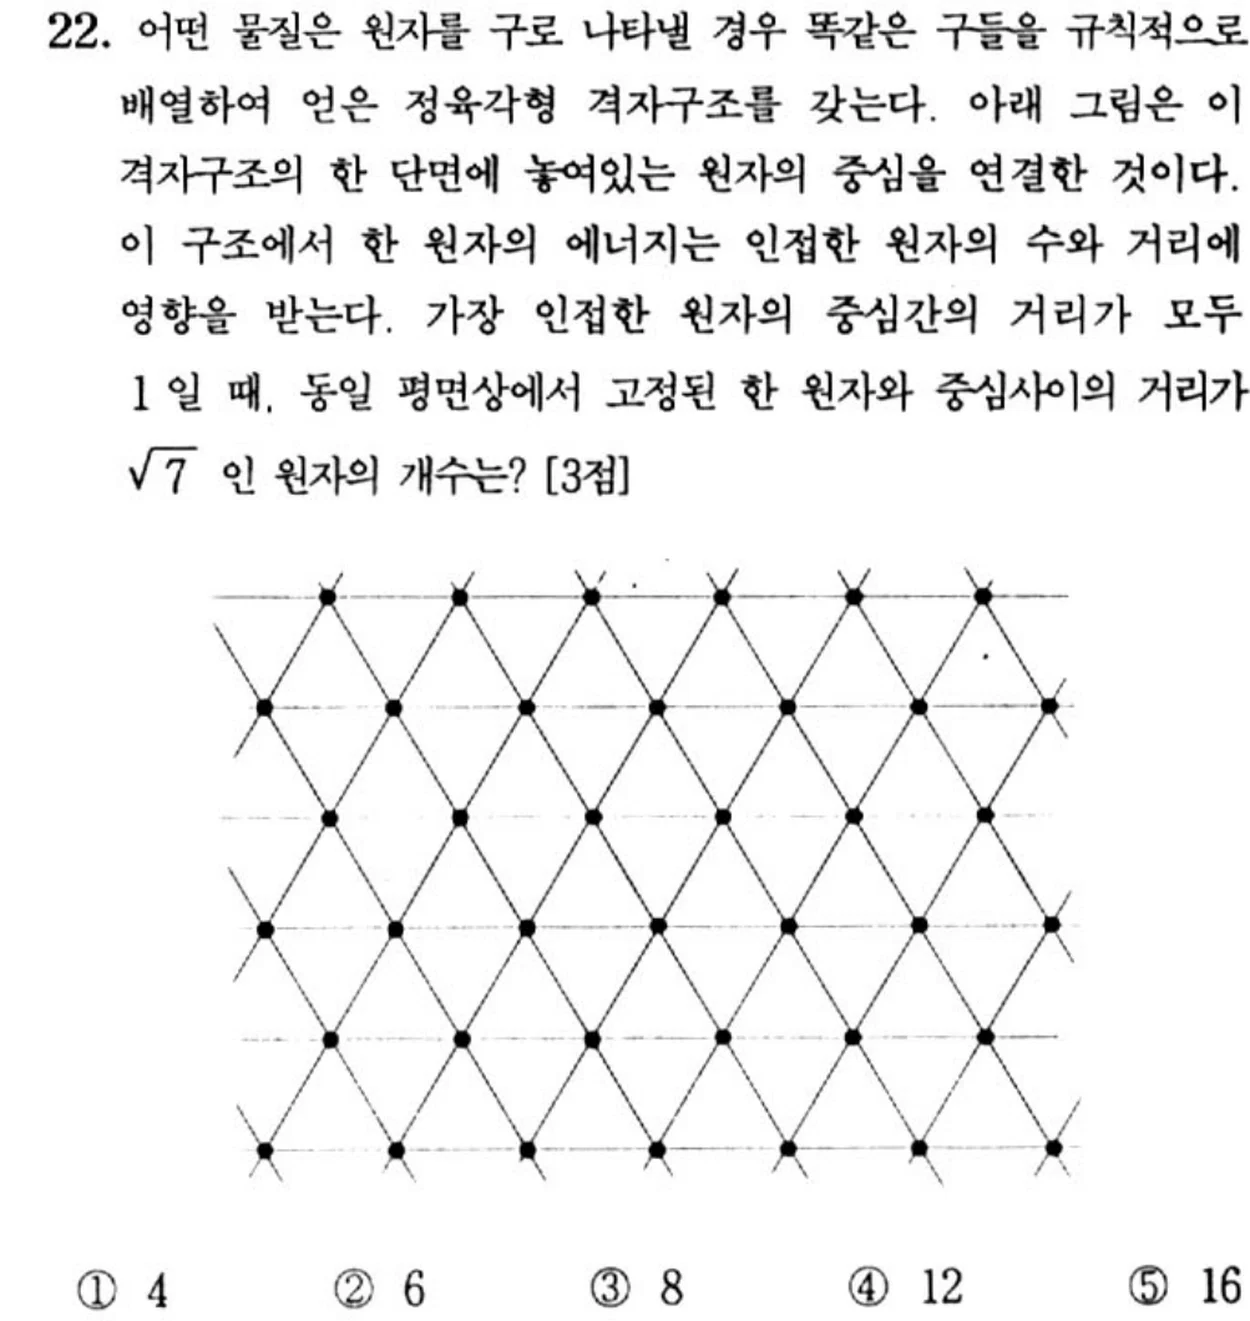 22. 어떤 물질은 원자를 구로 나타낼 경우 똑같은 구들을 규칙적으로
배열하여 얻은 정육각형 격자구조를 갖는다. 아래 그림은 이
격자구조의 한 단면에 놓여있는 원자의 중심을 연결한 것이다.
이 구조에서 한 원자의 에너지는 인접한 원자의 수와 거리에
영향을 받는다. 가장 인접한 원자의 중심간의 거리가 모두
1일 때, 동일 평면상에서 고정된 한 원자와 중심사이의 거리가
√7 인 원자의 개수는? [3점]
① 4 ② 6 ③ 8 ④ 12 ⑤ 16